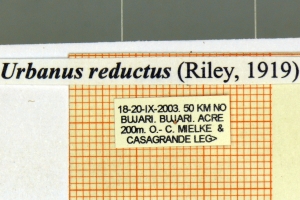 Urbanus reductus (Riley, 1919)
18-20-IX-2003. 50 KM NO
BUJARI. BUJARI. ACRE
200m. O.- C. MIELKE &
CASAGRANDE LEG>